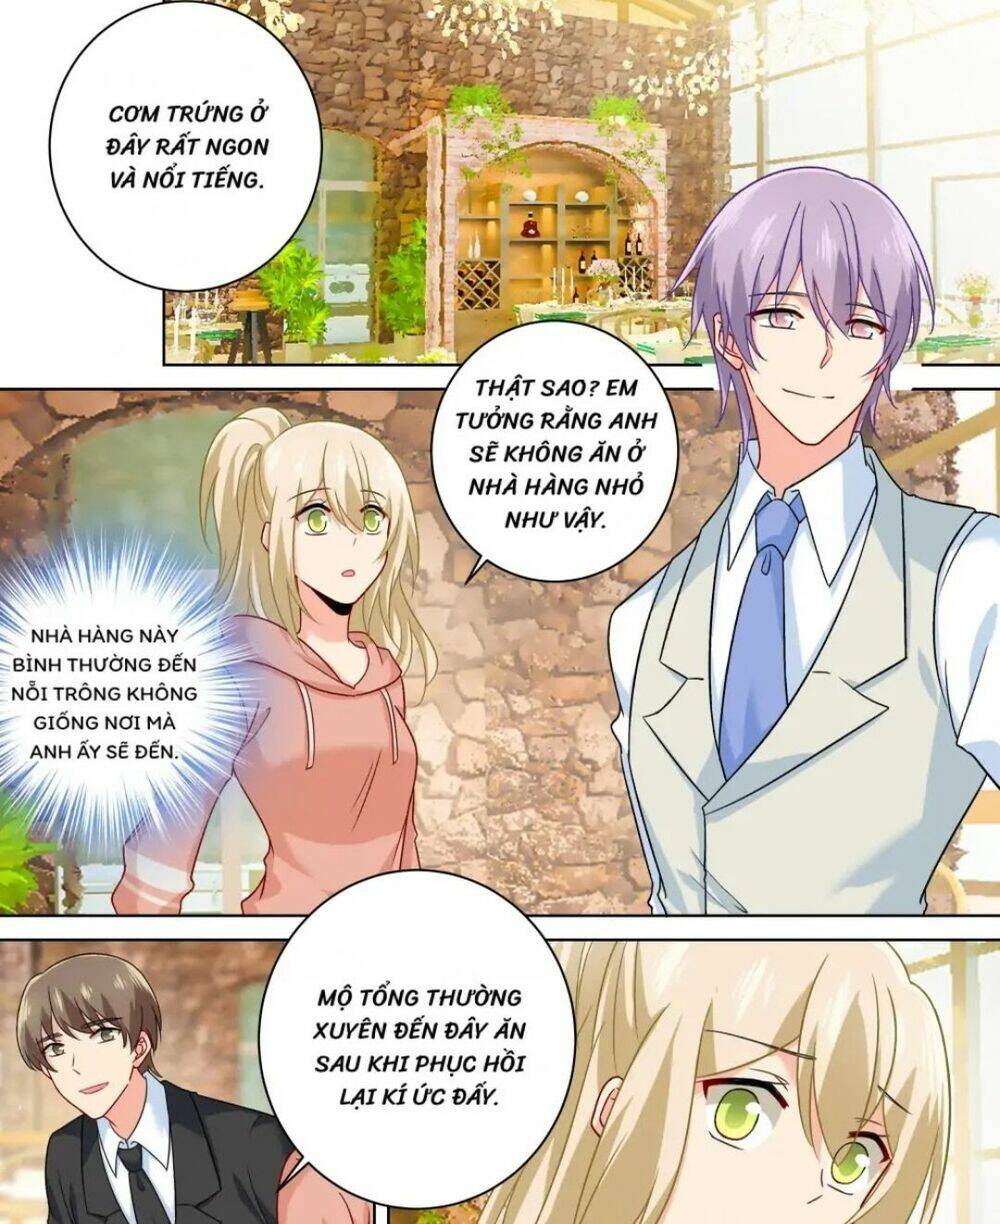 CƠM TRỨNG Ở
ĐÂY RẤT NGON
VÀ NỔI TIẾNG.
THẬT SAO? EM
TƯỞNG RẰNG ANH
SẼ KHÔNG ĂN Ở
NHÀ HÀNG NHỎ
NHƯ VẬY.
NHÀ HÀNG NÀY
BÌNH THƯỜNG ĐẾN
NỖI TRÔNG KHÔNG
GIỐNG NƠI MÀ
ANH ẤY SẼ ĐẾN.
MỘ TỔNG THƯỜNG
XUYÊN ĐẾN ĐÂY ĂN
SAU KHI PHỤC HỒI
LẠI KÍ ỨC ĐẤY.